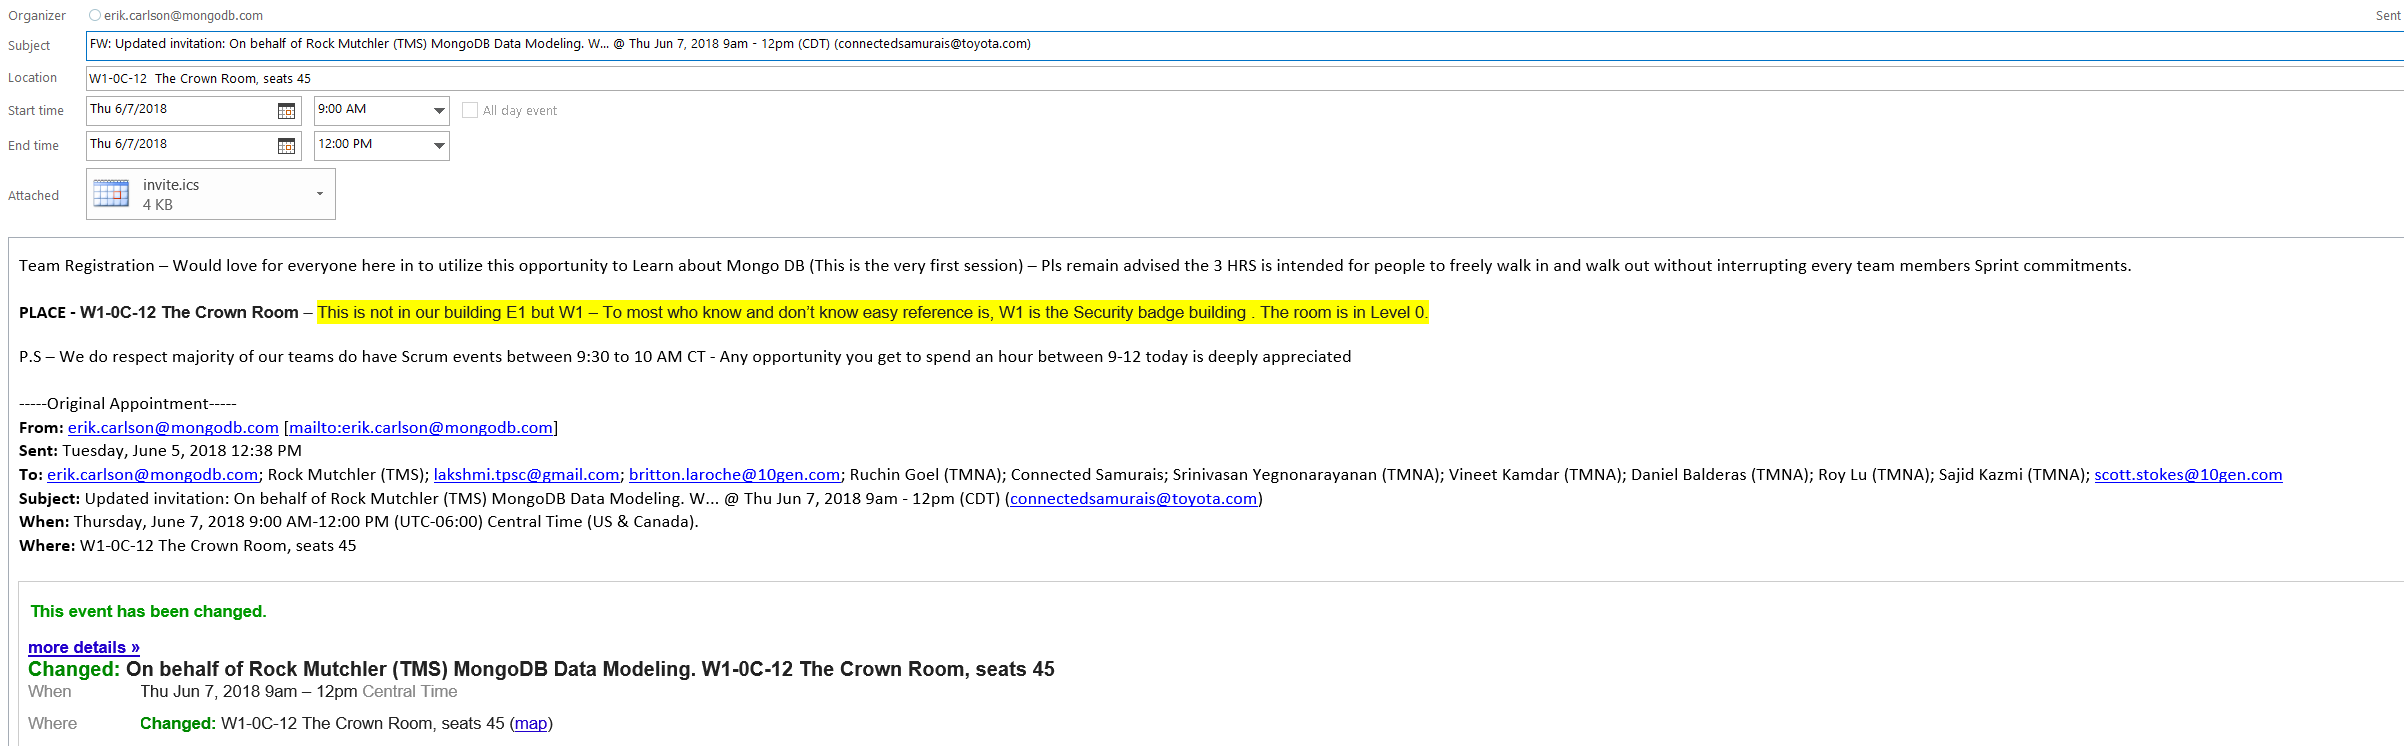 Organizer erik.carlson@mongodb.com Sent
Subject FW: Updated invitation: On behalf of Rock Mutchler (TMS) MongoDB Data Modeling. W... @ Thu Jun 7, 2018 9am - 12pm (CDT) (connectedsamurais@toyota.com)
Location W1-0C-12  The Crown Room, seats 45
Start time Thu 6/7/2018 9:00 AM All day event
End time Thu 6/7/2018 12:00 PM
Attached invite.ics
4 KB
Team Registration – Would love for everyone here in to utilize this opportunity to Learn about Mongo DB (This is the very first session) – Pls remain advised the 3 HRS is intended for people to freely walk in and walk out without interrupting every team members Sprint commitments.
PLACE - W1-0C-12 The Crown Room – This is not in our building E1 but W1 – To most who know and don’t know easy reference is, W1 is the Security badge building . The room is in Level 0.
P.S – We do respect majority of our teams do have Scrum events between 9:30 to 10 AM CT - Any opportunity you get to spend an hour between 9-12 today is deeply appreciated
-----Original Appointment-----
From: erik.carlson@mongodb.com [mailto:erik.carlson@mongodb.com]
Sent: Tuesday, June 5, 2018 12:38 PM
To: erik.carlson@mongodb.com; Rock Mutchler (TMS); lakshmi.tpsc@gmail.com; britton.laroche@10gen.com; Ruchin Goel (TMNA); Connected Samurais; Srinivasan Yegnonarayanan (TMNA); Vineet Kamdar (TMNA); Daniel Balderas (TMNA); Roy Lu (TMNA); Sajid Kazmi (TMNA); scott.stokes@10gen.com
Subject: Updated invitation: On behalf of Rock Mutchler (TMS) MongoDB Data Modeling. W... @ Thu Jun 7, 2018 9am - 12pm (CDT) (connectedsamurais@toyota.com)
When: Thursday, June 7, 2018 9:00 AM-12:00 PM (UTC-06:00) Central Time (US & Canada).
Where: W1-0C-12 The Crown Room, seats 45
This event has been changed.
more details »
Changed: On behalf of Rock Mutchler (TMS) MongoDB Data Modeling. W1-0C-12 The Crown Room, seats 45
When Thu Jun 7, 2018 9am – 12pm Central Time
Where Changed: W1-0C-12 The Crown Room, seats 45 (map)